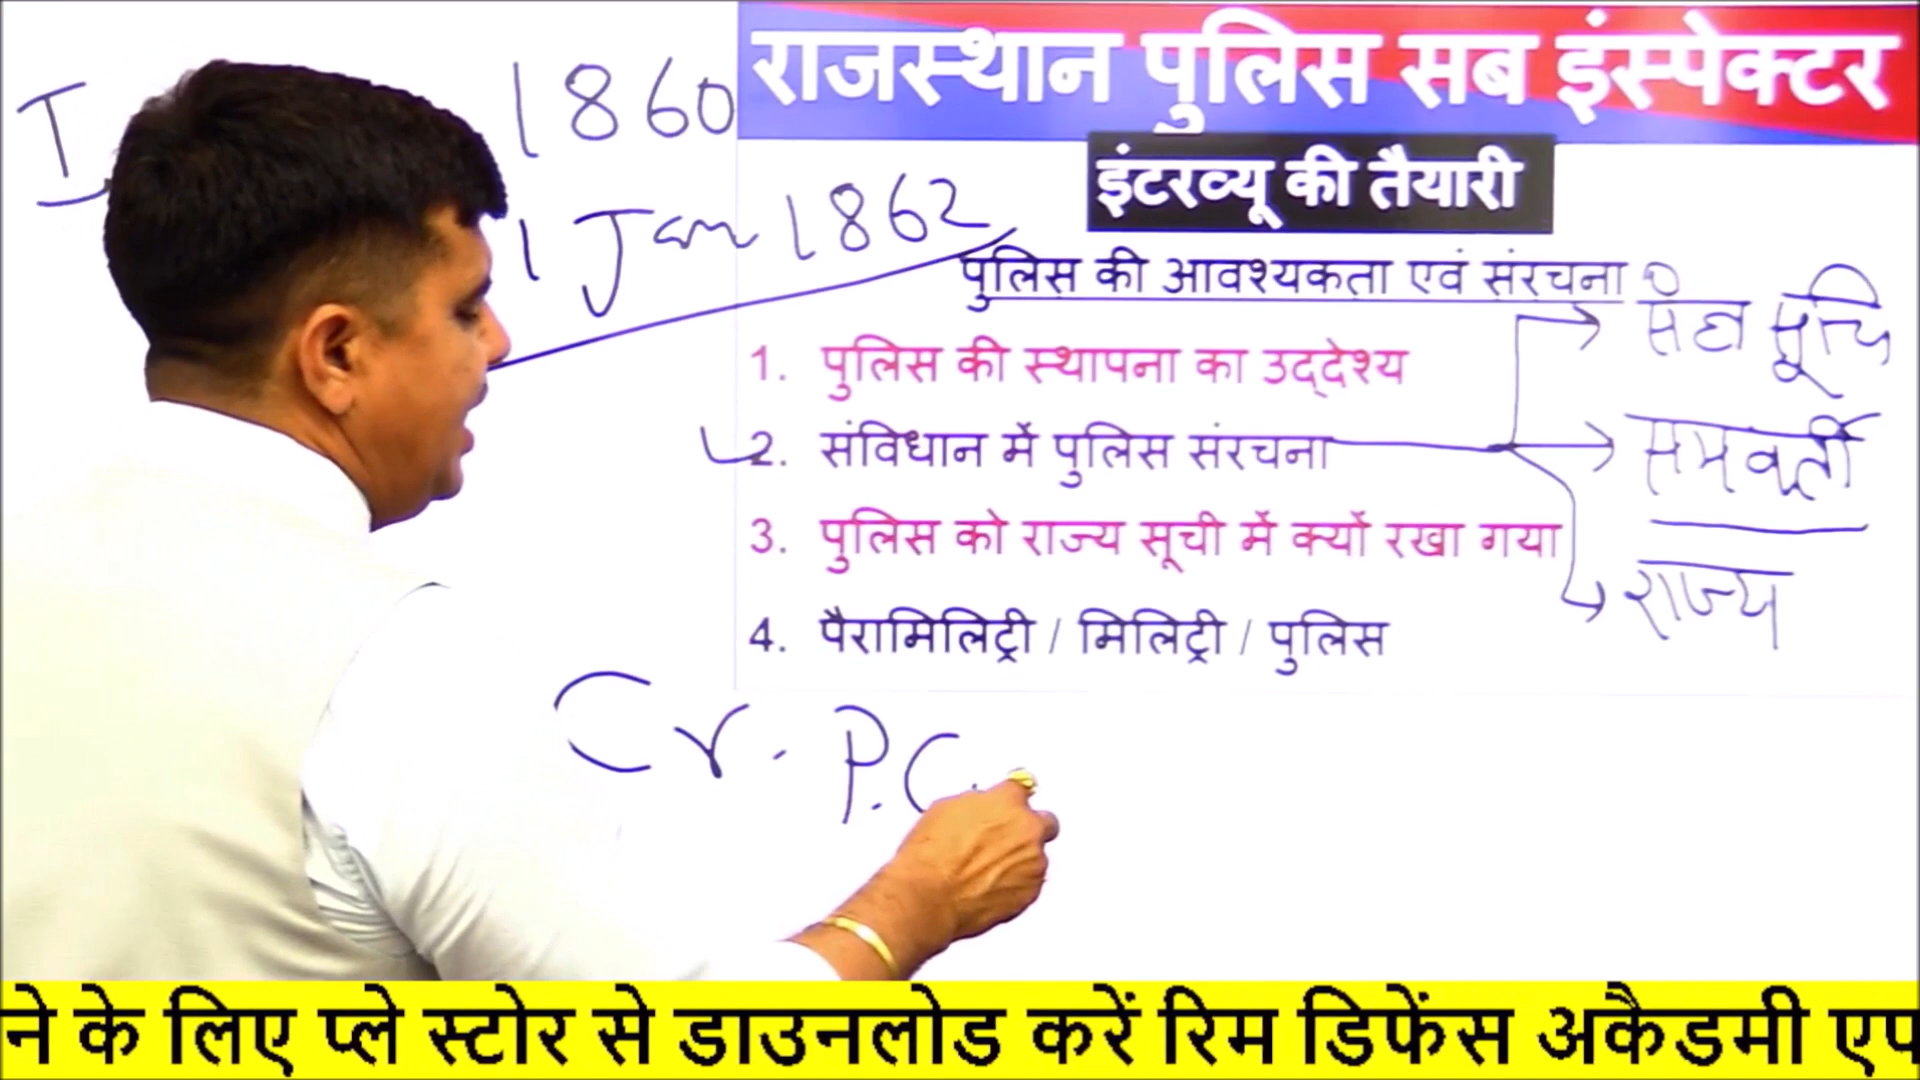 राजस्थान पुलिस सब इंस्पेक्टर
इंटरव्यू की तैयारी
I 1860
1 Jan 1862
पुलिस की आवश्यकता एवं संरचना
1. पुलिस की स्थापना का उद्देश्य
2. संविधान में पुलिस संरचना
3. पुलिस को राज्य सूची में क्यों रखा गया
4. पैरामिलिट्री / मिलिट्री / पुलिस
संघ सूचि
समवर्ती
राज्य
Cr. P.C.
ने के लिए प्ले स्टोर से डाउनलोड करें रिम डिफेंस अकैडमी एप